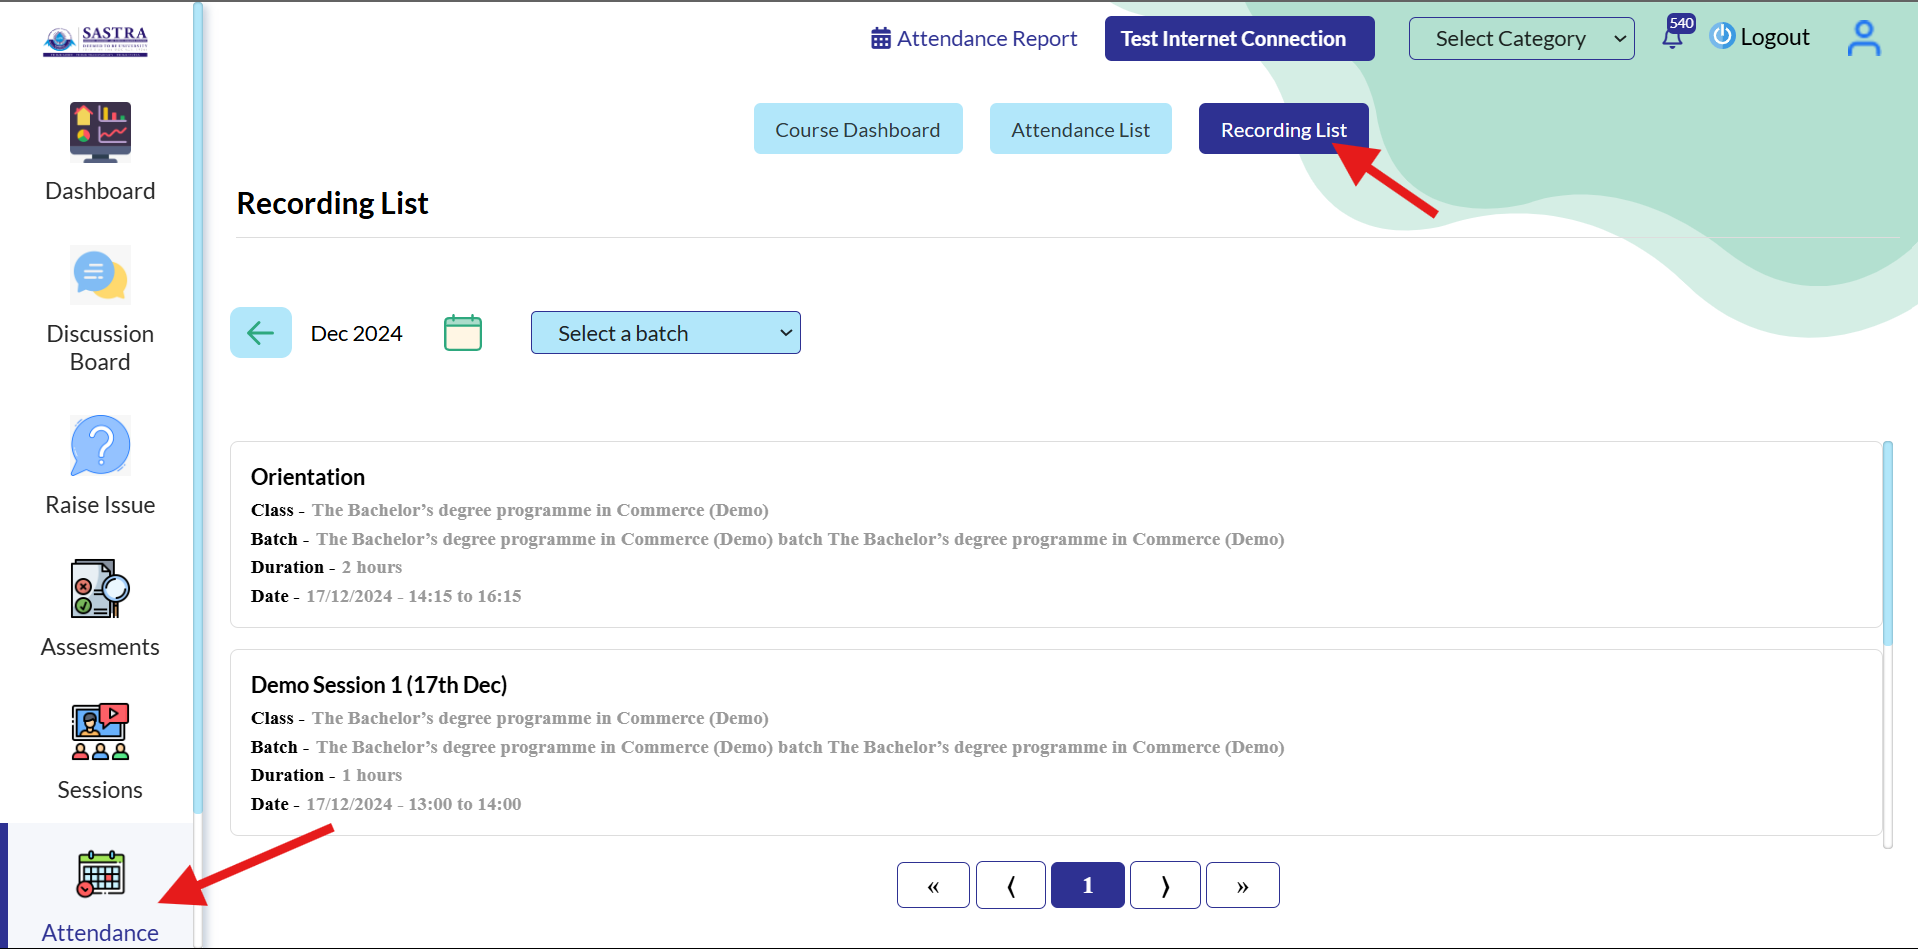 SASTRA
Attendance Report
Test Internet Connection
Select Category
540
Logout
Course Dashboard
Attendance List
Recording List
Dashboard
Discussion
Board
Raise Issue
Assesments
Sessions
Attendance
Recording List
Dec 2024
Select a batch
Orientation
Class - The Bachelor’s degree programme in Commerce (Demo)
Batch - The Bachelor’s degree programme in Commerce (Demo) batch The Bachelor’s degree programme in Commerce (Demo)
Duration - 2 hours
Date - 17/12/2024 - 14:15 to 16:15
Demo Session 1 (17th Dec)
Class - The Bachelor’s degree programme in Commerce (Demo)
Batch - The Bachelor’s degree programme in Commerce (Demo) batch The Bachelor’s degree programme in Commerce (Demo)
Duration - 1 hours
Date - 17/12/2024 - 13:00 to 14:00
« ⟨ 1 ⟩ »